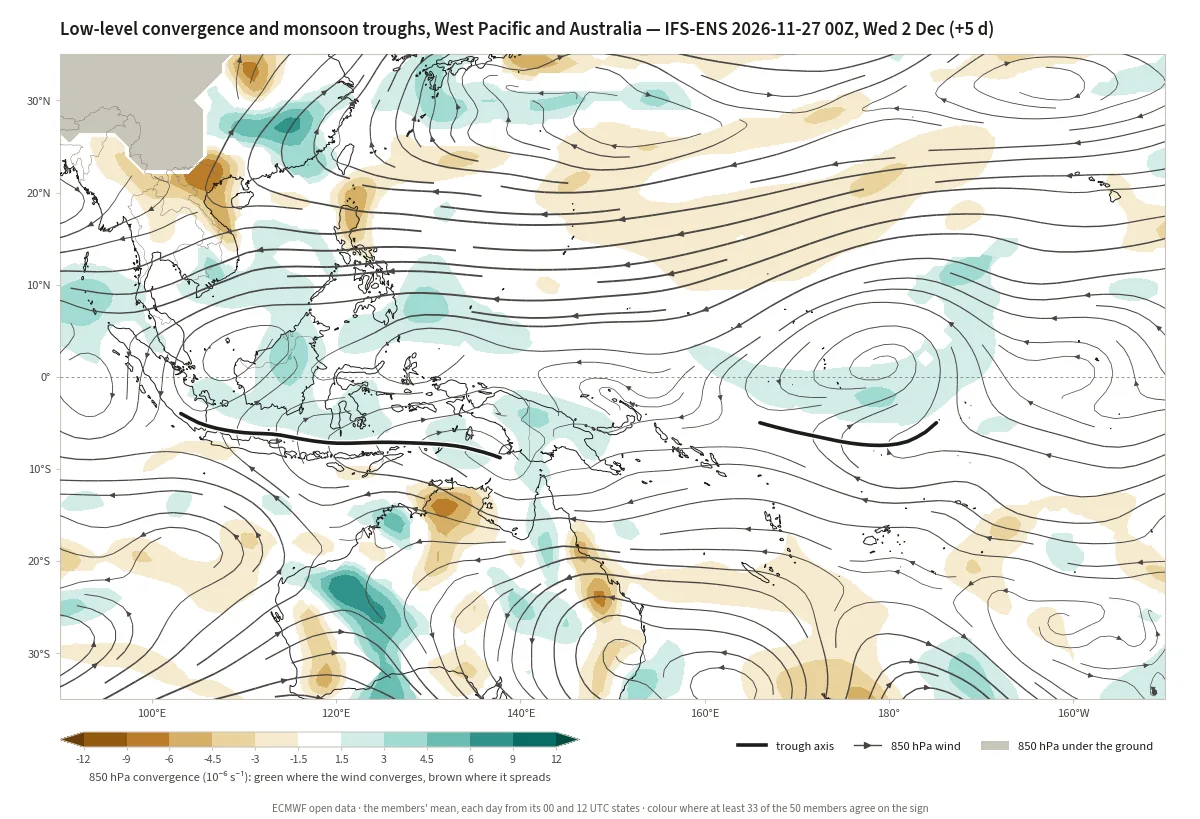 Low-level convergence and monsoon troughs, West Pacific and Australia — IFS-ENS 2026-11-27 00Z, Wed 2 Dec (+5 d)
30°N
20°N
10°N
0°
10°S
20°S
30°S
100°E 120°E 140°E 160°E 180° 160°W
-12 -9 -6 -4.5 -3 -1.5 1.5 3 4.5 6 9 12
850 hPa convergence (10⁻⁶ s⁻¹): green where the wind converges, brown where it spreads
trough axis 850 hPa wind 850 hPa under the ground
ECMWF open data · the members' mean, each day from its 00 and 12 UTC states · colour where at least 33 of the 50 members agree on the sign